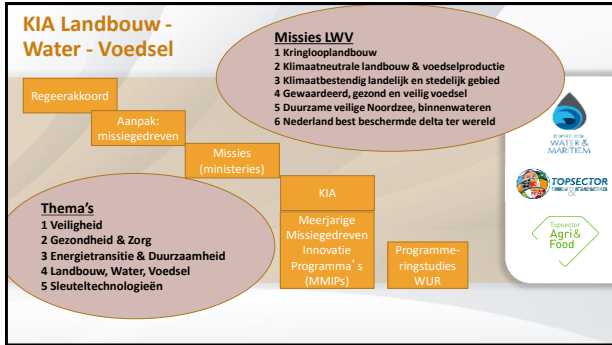 KIA Landbouw -
Water - Voedsel
Missies LWV
1 Kringlooplandbouw
2 Klimaatneutrale landbouw & voedselproductie
3 Klimaatbestendig landelijk en stedelijk gebied
4 Gewaardeerd, gezond en veilig voedsel
5 Duurzame veilige Noordzee, binnenwateren
6 Nederland best beschermde delta ter wereld
Regeerakkoord
Aanpak:
missiegedreven
Missies
(ministeries)
KIA
Meerjarige
Missiegedreven
Innovatie
Programma's
(MMIPs)
Programme-
ringstudies
WUR
Thema's
1 Veiligheid
2 Gezondheid & Zorg
3 Energietransitie & Duurzaamheid
4 Landbouw, Water, Voedsel
5 Sleuteltechnologieën
TOPSECTOR
WATER &
MARITIEM
TOPSECTOR
Topsector
Agri&
Food